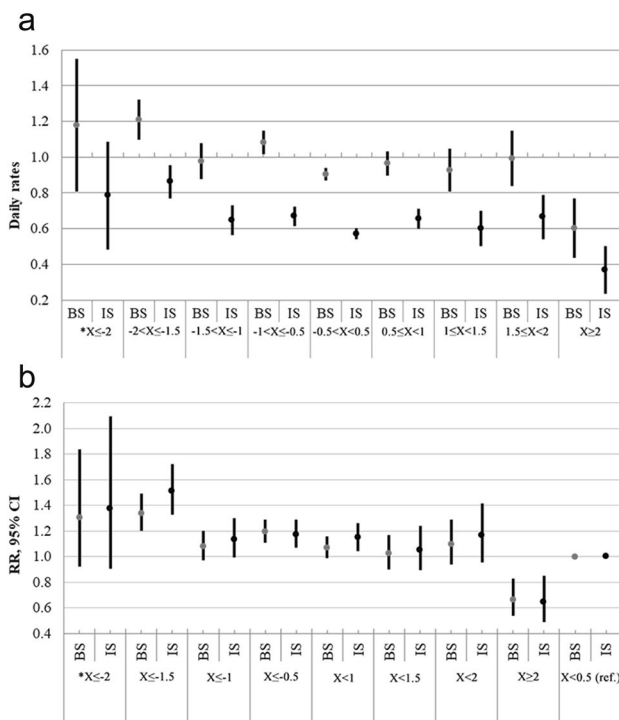 a
Daily rates
1.6
1.4
1.2
1.0
0.8
0.6
0.4
0.2
BS IS BS IS BS IS BS IS BS IS BS IS BS IS BS IS BS IS
*X≤-2 -2<X≤-1.5 -1.5<X≤-1 -1<X≤-0.5 -0.5<X<0.5 0.5≤X<1 1≤X<1.5 1.5≤X<2 X≥2
b
RR, 95% CI
2.2
2.0
1.8
1.6
1.4
1.2
1.0
0.8
0.6
0.4
BS IS BS IS BS IS BS IS BS IS BS IS BS IS BS IS BS IS
*X≤-2 X≤-1.5 X≤-1 X≤-0.5 X<1 X<1.5 X<2 X≥2 X<0.5 (ref.)